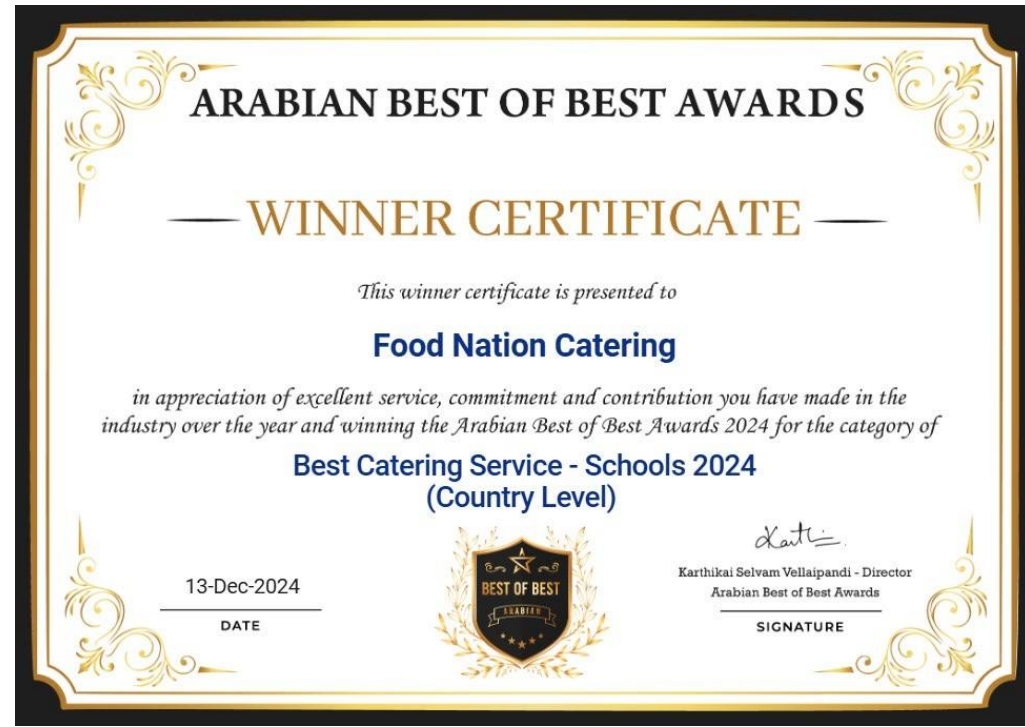 ARABIAN BEST OF BEST AWARDS
WINNER CERTIFICATE
This winner certificate is presented to
Food Nation Catering
in appreciation of excellent service, commitment and contribution you have made in the
industry over the year and winning the Arabian Best of Best Awards 2024 for the category of
Best Catering Service - Schools 2024
(Country Level)
13-Dec-2024
DATE
BEST OF BEST
ARABIAN
Karthi
Karthikai Selvam Vellaipandi - Director
Arabian Best of Best Awards
SIGNATURE